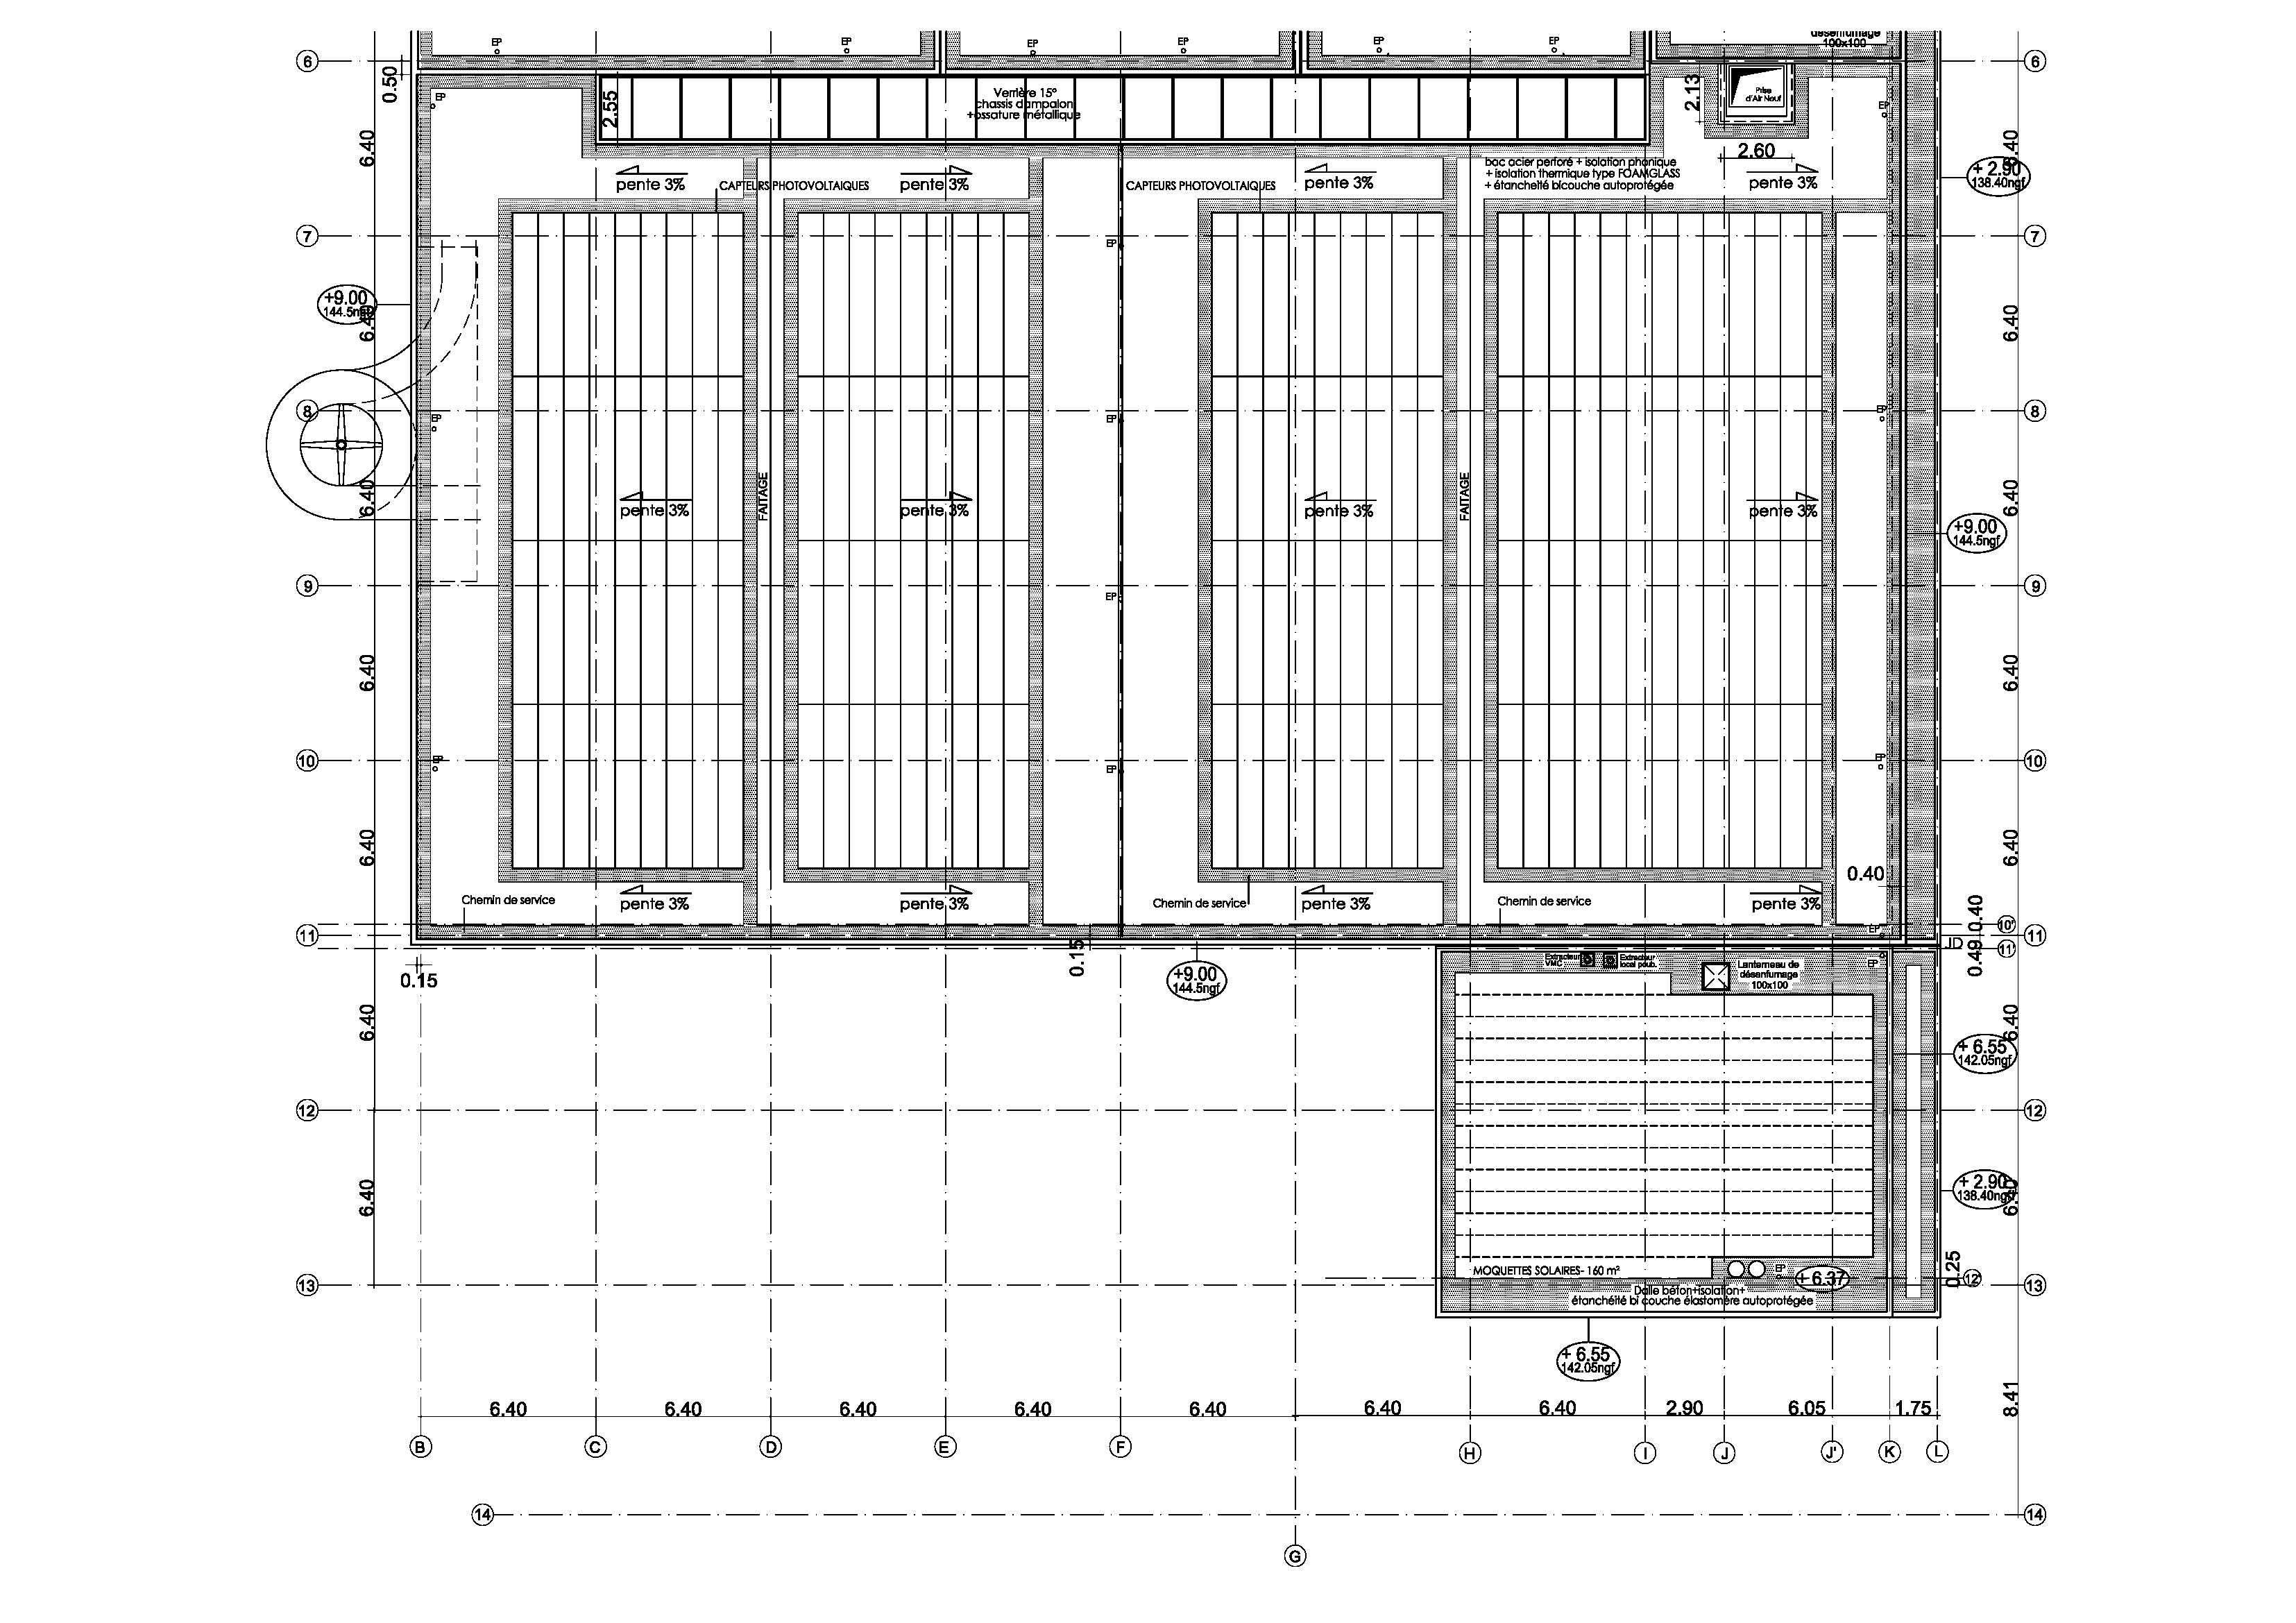 désenfumage
100x100
EP
EP
EP
EP
EP
EP
6
6
0.50
2.55
Verrière 15°
chassis d'ampalon
+ossature métallique
2.13
Prise
d'Air Neuf
EP
EP
6.40
6.40
2.60
bac acier perforé + isolation phonique
+ isolation thermique type FOAMGLASS
+ étancheité bicouche autoprotégée
+ 2.90
138.40ngf
pente 3%
CAPTEURS PHOTOVOLTAIQUES
pente 3%
CAPTEURS PHOTOVOLTAIQUES
pente 3%
pente 3%
7
EP
7
+9.00
144.5ngf
6.40
6.40
8
EP
EP
EP
8
6.40
pente 3%
FAITAGE
pente 3%
pente 3%
FAITAGE
pente 3%
6.40
+9.00
144.5ngf
9
EP
9
6.40
6.40
10
EP
EP
EP
10
6.40
6.40
0.40
Chemin de service
pente 3%
pente 3%
Chemin de service
pente 3%
Chemin de service
pente 3%
0.40
10'
11
EP
11
JD
11'
0.49
0.15
0.15
+9.00
144.5ngf
Extracteur
VMC
Extracteur
local poub.
Lanterneau de
désenfumage
100x100
EP
6.40
6.40
+ 6.55
142.05ngf
12
12
6.40
+ 2.90
138.40ngf
6.40
0.25
MOQUETTES SOLAIRES- 160 m²
EP
+ 6.37
12'
13
13
Dalle béton+isolation+
étanchéité bi couche élastomère autoprotégée
+ 6.55
142.05ngf
8.41
6.40
6.40
6.40
6.40
6.40
6.40
6.40
2.90
6.05
1.75
B
C
D
E
F
H
I
J
J'
K
L
14
14
G